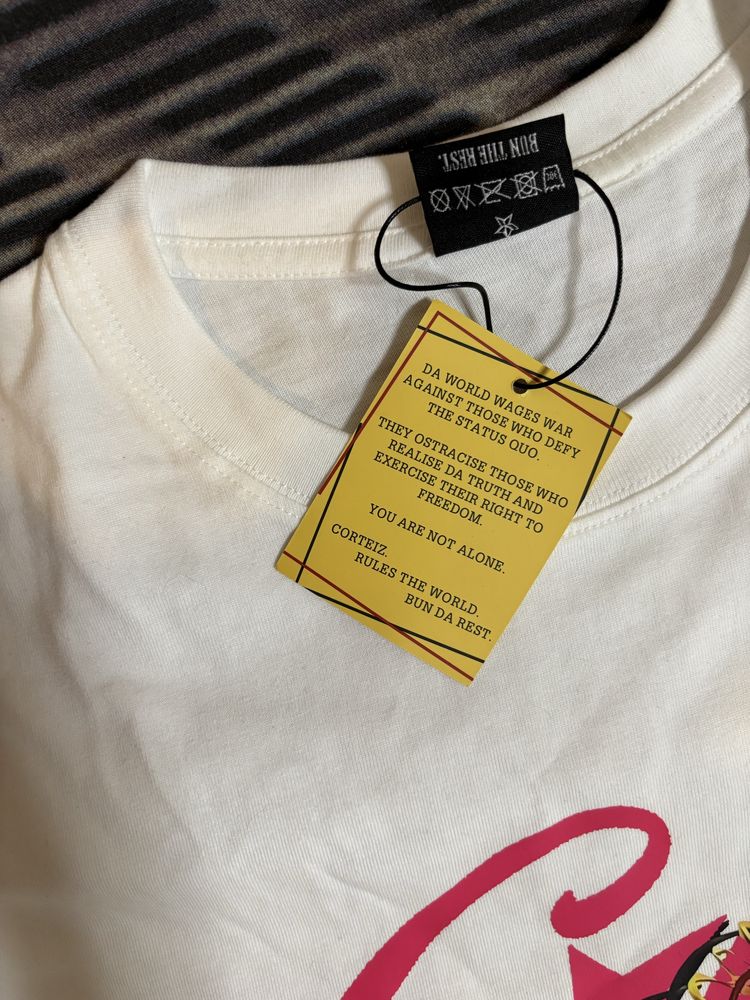 BUN THE REST.
30C
DA WORLD WAGES WAR
AGAINST THOSE WHO DEFY
THE STATUS QUO.
THEY OSTRACISE THOSE WHO
REALISE DA TRUTH AND
EXERCISE THEIR RIGHT TO
FREEDOM.
YOU ARE NOT ALONE.
CORTEIZ.
RULES THE WORLD.
BUN DA REST.
C